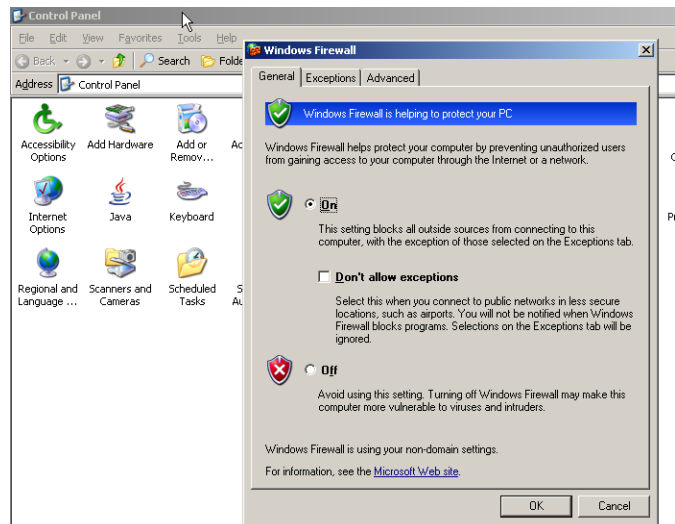 Control Panel
File Edit View Favorites Tools Help
Back Search Folde
Address Control Panel
Accessibility
Options
Add Hardware
Add or
Remov...
Ac
Internet
Options
Java
Keyboard
Regional and
Language ...
Scanners and
Cameras
Scheduled
Tasks
S
Au
Windows Firewall
General Exceptions Advanced
Windows Firewall is helping to protect your PC
Windows Firewall helps protect your computer by preventing unauthorized users
from gaining access to your computer through the Internet or a network.
On
This setting blocks all outside sources from connecting to this
computer, with the exception of those selected on the Exceptions tab.
Don't allow exceptions
Select this when you connect to public networks in less secure
locations, such as airports. You will not be notified when Windows
Firewall blocks programs. Selections on the Exceptions tab will be
ignored.
Off
Avoid using this setting. Turning off Windows Firewall may make this
computer more vulnerable to viruses and intruders.
Windows Firewall is using your non-domain settings.
For information, see the Microsoft Web site.
OK Cancel